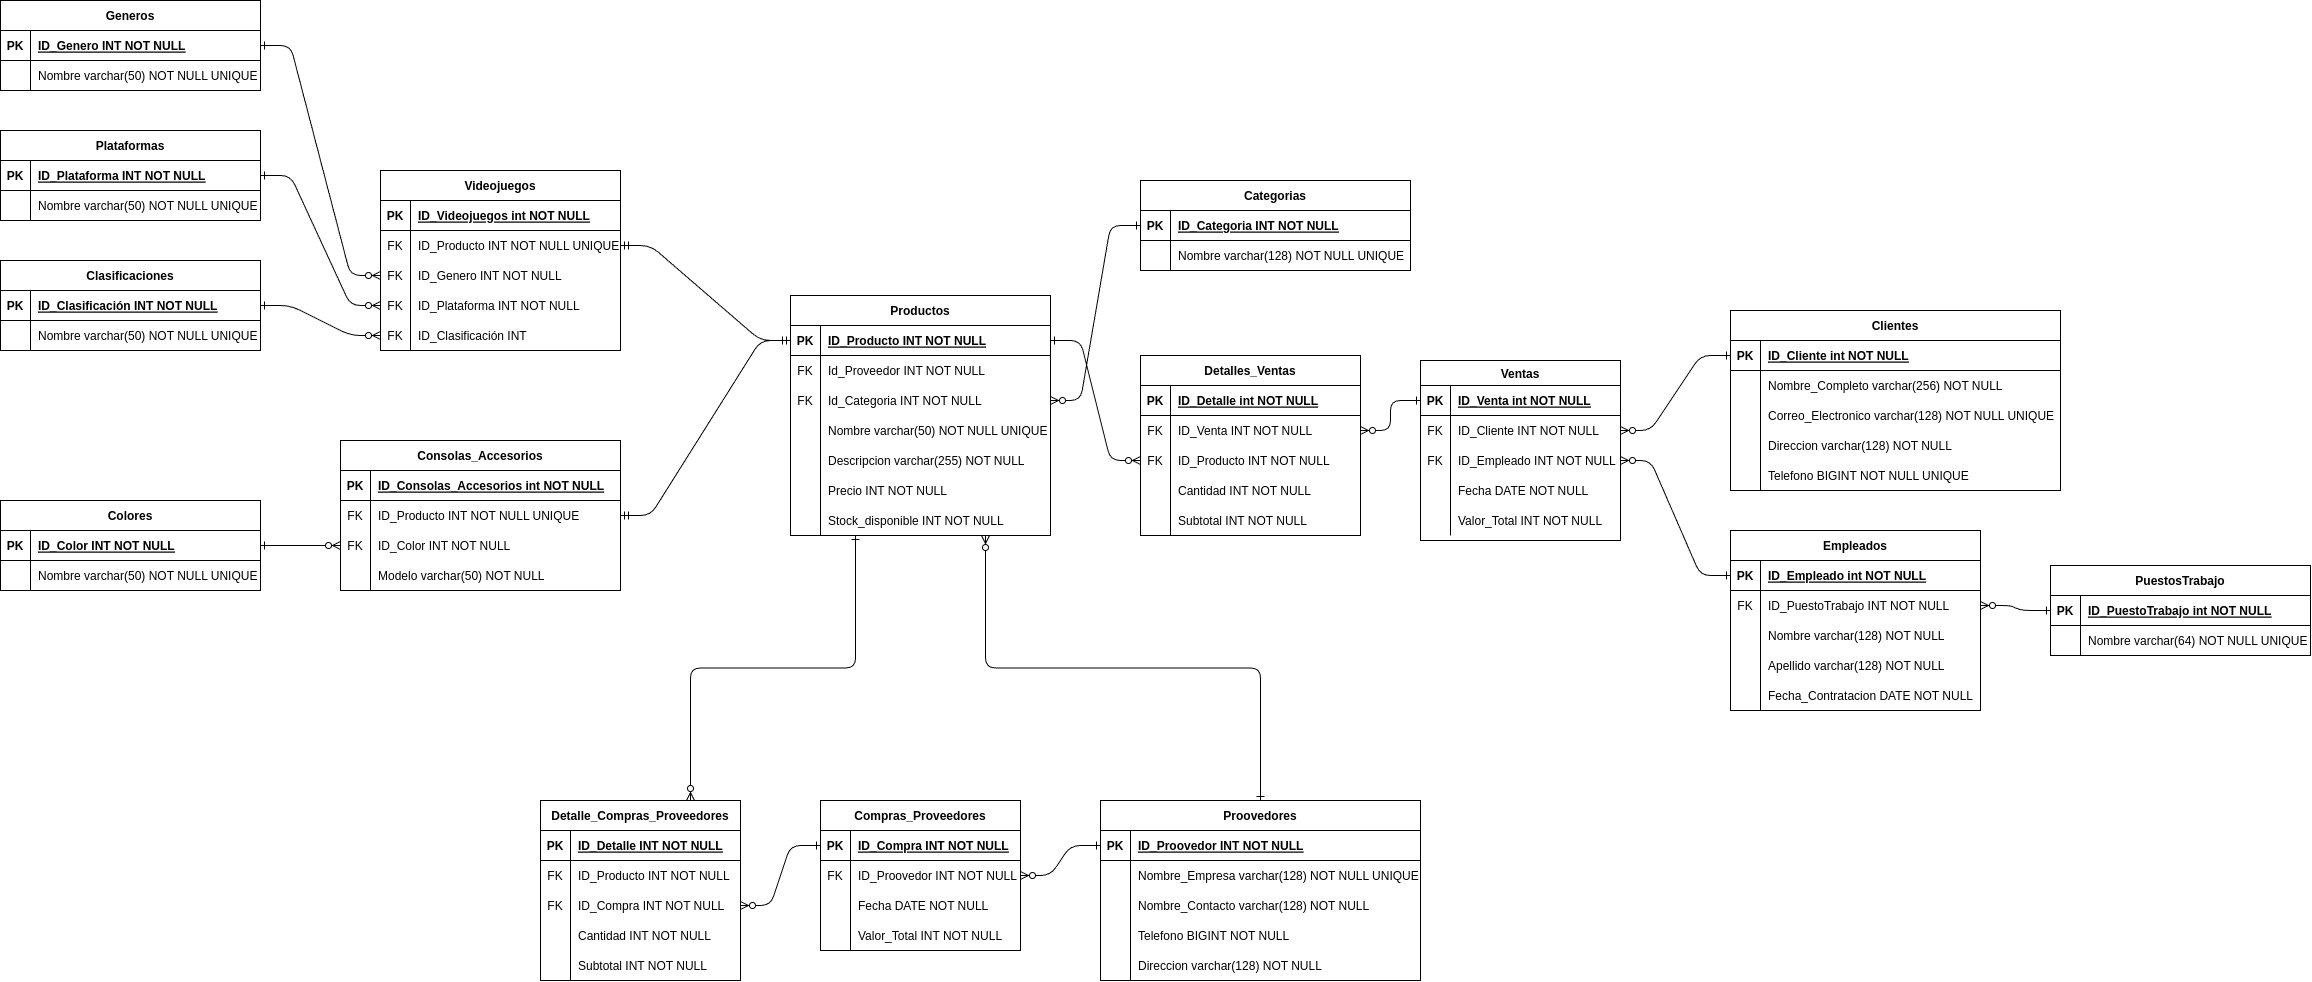 Generos
PK ID_Genero INT NOT NULL
Nombre varchar(50) NOT NULL UNIQUE
Plataformas
PK ID_Plataforma INT NOT NULL
Nombre varchar(50) NOT NULL UNIQUE
Clasificaciones
PK ID_Clasificación INT NOT NULL
Nombre varchar(50) NOT NULL UNIQUE
Colores
PK ID_Color INT NOT NULL
Nombre varchar(50) NOT NULL UNIQUE
Videojuegos
PK ID_Videojuegos int NOT NULL
FK ID_Producto INT NOT NULL UNIQUE
FK ID_Genero INT NOT NULL
FK ID_Plataforma INT NOT NULL
FK ID_Clasificación INT
Consolas_Accesorios
PK ID_Consolas_Accesorios int NOT NULL
FK ID_Producto INT NOT NULL UNIQUE
FK ID_Color INT NOT NULL
Modelo varchar(50) NOT NULL
Productos
PK ID_Producto INT NOT NULL
FK Id_Proveedor INT NOT NULL
FK Id_Categoria INT NOT NULL
Nombre varchar(50) NOT NULL UNIQUE
Descripcion varchar(255) NOT NULL
Precio INT NOT NULL
Stock_disponible INT NOT NULL
Categorias
PK ID_Categoria INT NOT NULL
Nombre varchar(128) NOT NULL UNIQUE
Detalles_Ventas
PK ID_Detalle int NOT NULL
FK ID_Venta INT NOT NULL
FK ID_Producto INT NOT NULL
Cantidad INT NOT NULL
Subtotal INT NOT NULL
Ventas
PK ID_Venta int NOT NULL
FK ID_Cliente INT NOT NULL
FK ID_Empleado INT NOT NULL
Fecha DATE NOT NULL
Valor_Total INT NOT NULL
Clientes
PK ID_Cliente int NOT NULL
Nombre_Completo varchar(256) NOT NULL
Correo_Electronico varchar(128) NOT NULL UNIQUE
Direccion varchar(128) NOT NULL
Telefono BIGINT NOT NULL UNIQUE
Empleados
PK ID_Empleado int NOT NULL
FK ID_PuestoTrabajo INT NOT NULL
Nombre varchar(128) NOT NULL
Apellido varchar(128) NOT NULL
Fecha_Contratacion DATE NOT NULL
PuestosTrabajo
PK ID_PuestoTrabajo int NOT NULL
Nombre varchar(64) NOT NULL UNIQUE
Detalle_Compras_Proveedores
PK ID_Detalle INT NOT NULL
FK ID_Producto INT NOT NULL
FK ID_Compra INT NOT NULL
Cantidad INT NOT NULL
Subtotal INT NOT NULL
Compras_Proveedores
PK ID_Compra INT NOT NULL
FK ID_Proovedor INT NOT NULL
Fecha DATE NOT NULL
Valor_Total INT NOT NULL
Proovedores
PK ID_Proovedor INT NOT NULL
Nombre_Empresa varchar(128) NOT NULL UNIQUE
Nombre_Contacto varchar(128) NOT NULL
Telefono BIGINT NOT NULL
Direccion varchar(128) NOT NULL